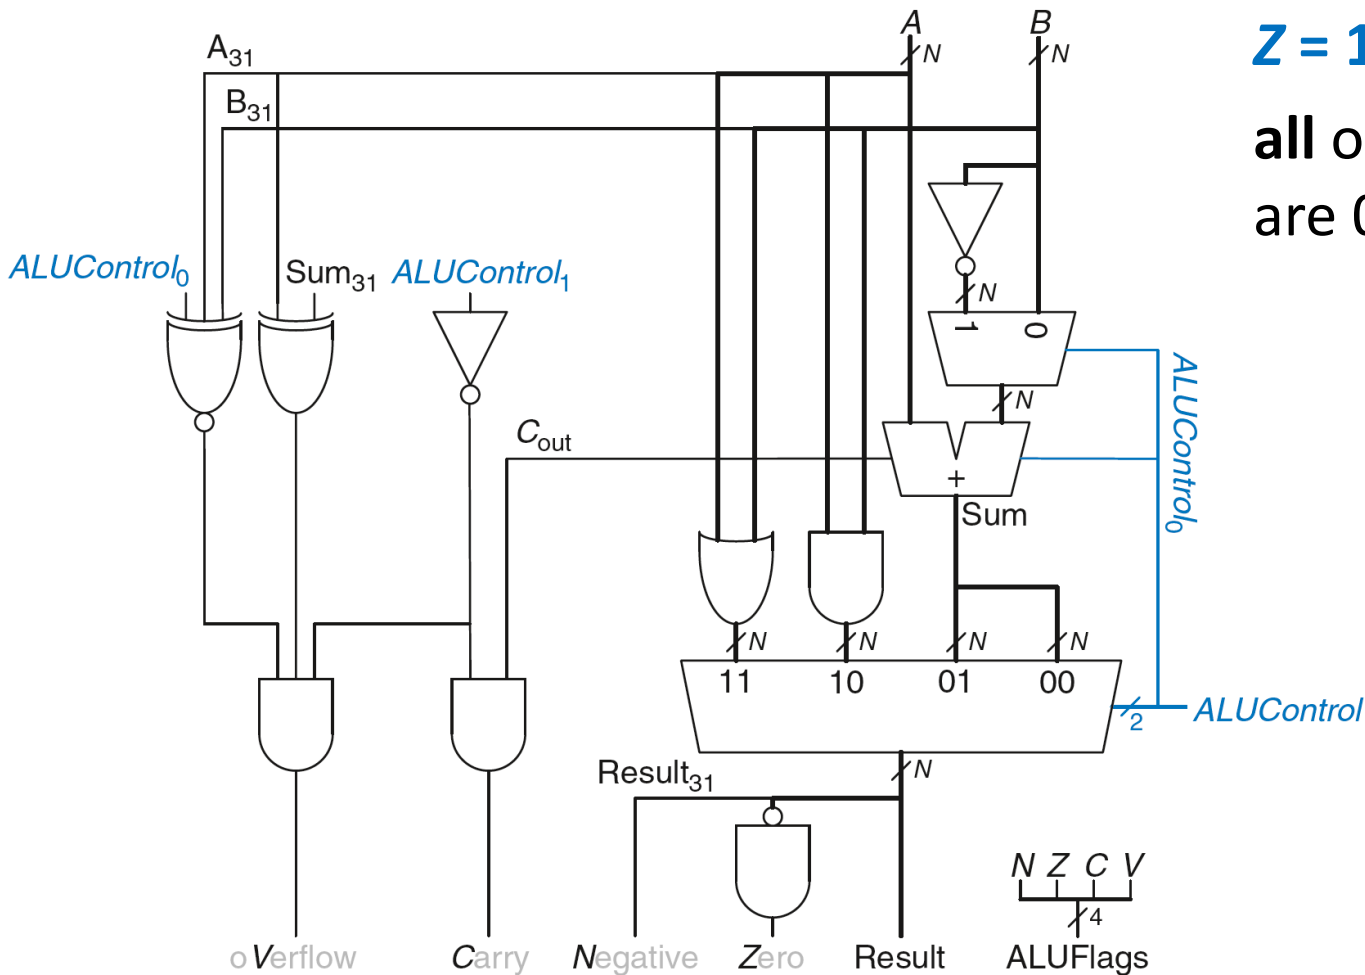 A B
N N
Z = 1
A31
B31
all o
are 0
ALUControl0 Sum31 ALUControl1
N
1 0
N
ALUControl0
Cout
+
Sum
N N N N
11 10 01 00
2 ALUControl
Result31 N
N Z C V
4
oVerflow Carry Negative Zero Result ALUFlags